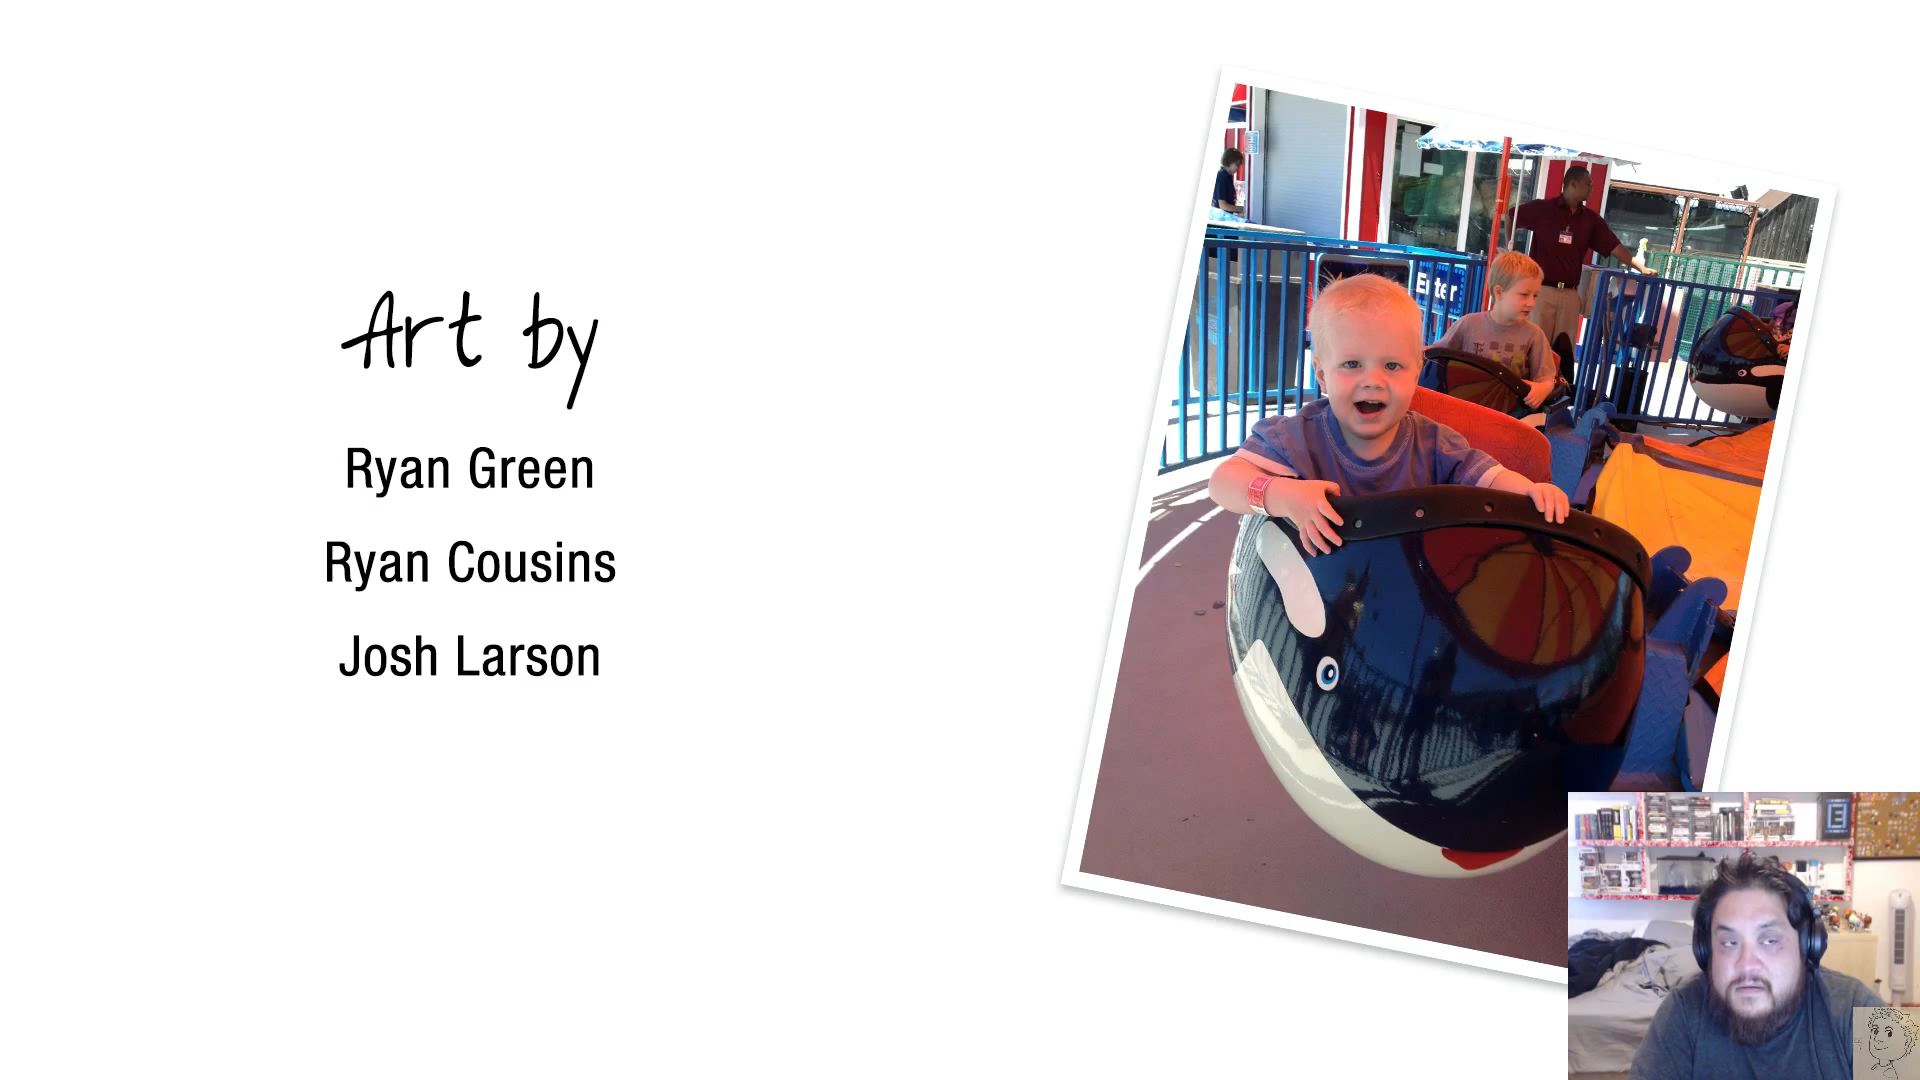 Art by
Ryan Green
Ryan Cousins
Josh Larson
Enter